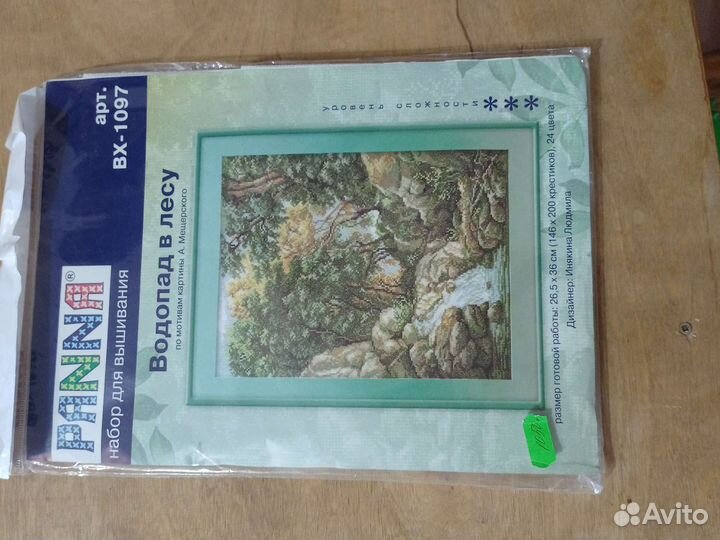 PANNA®
набор для вышивания
арт.
ВХ-1097
Водопад в лесу
по мотивам картины А. Мещерского
уровень сложности
***
размер готовой работы: 26,5 х 36 см (146 х 200 крестиков), 24 цвета
Дизайнер: Инякина Людмила
Avito